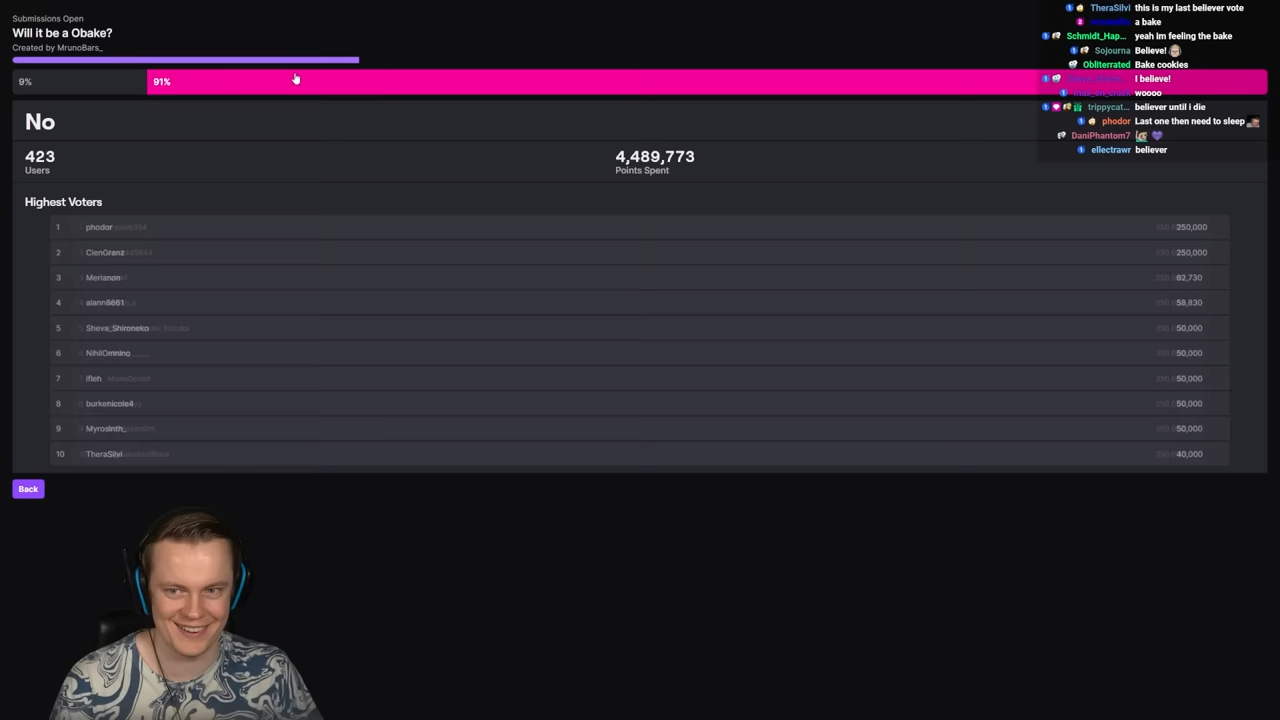 Submissions Open
Will it be a Obake?
Created by MrunoBars_
9%
91%
No
423
Users
4,489,773
Points Spent
Highest Voters
1 phodor 250,000
2 CienGranz 250,000
3 Merianon 62,730
4 alann6661 58,830
5 Sheva_Shironeko 50,000
6 NihilOmnino 50,000
7 ifleh 50,000
8 burkenicole4 50,000
9 Myrosinth_ 50,000
10 TheraSilvi 40,000
Back
TheraSilvi this is my last believer vote
a bake
Schmidt_Hap... yeah im feeling the bake
Sojourna Believe!
Obliterrated Bake cookies
I believe!
woooo
trippycat... believer until i die
phodor Last one then need to sleep
DaniPhantom7
ellectrawr believer